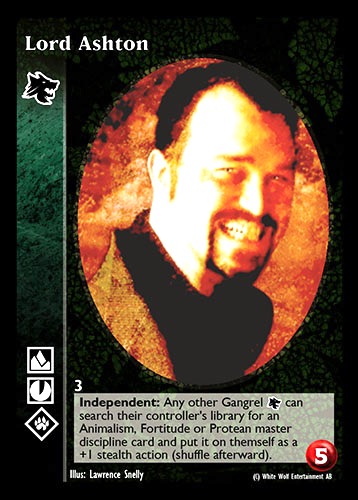 Lord Ashton
3
Independent: Any other Gangrel can
search their controller's library for an
Animalism, Fortitude or Protean master
discipline card and put it on themselves as a
+1 stealth action (shuffle afterward).
5
Illus: Lawrence Snelly
(C) White Wolf Entertainment AB